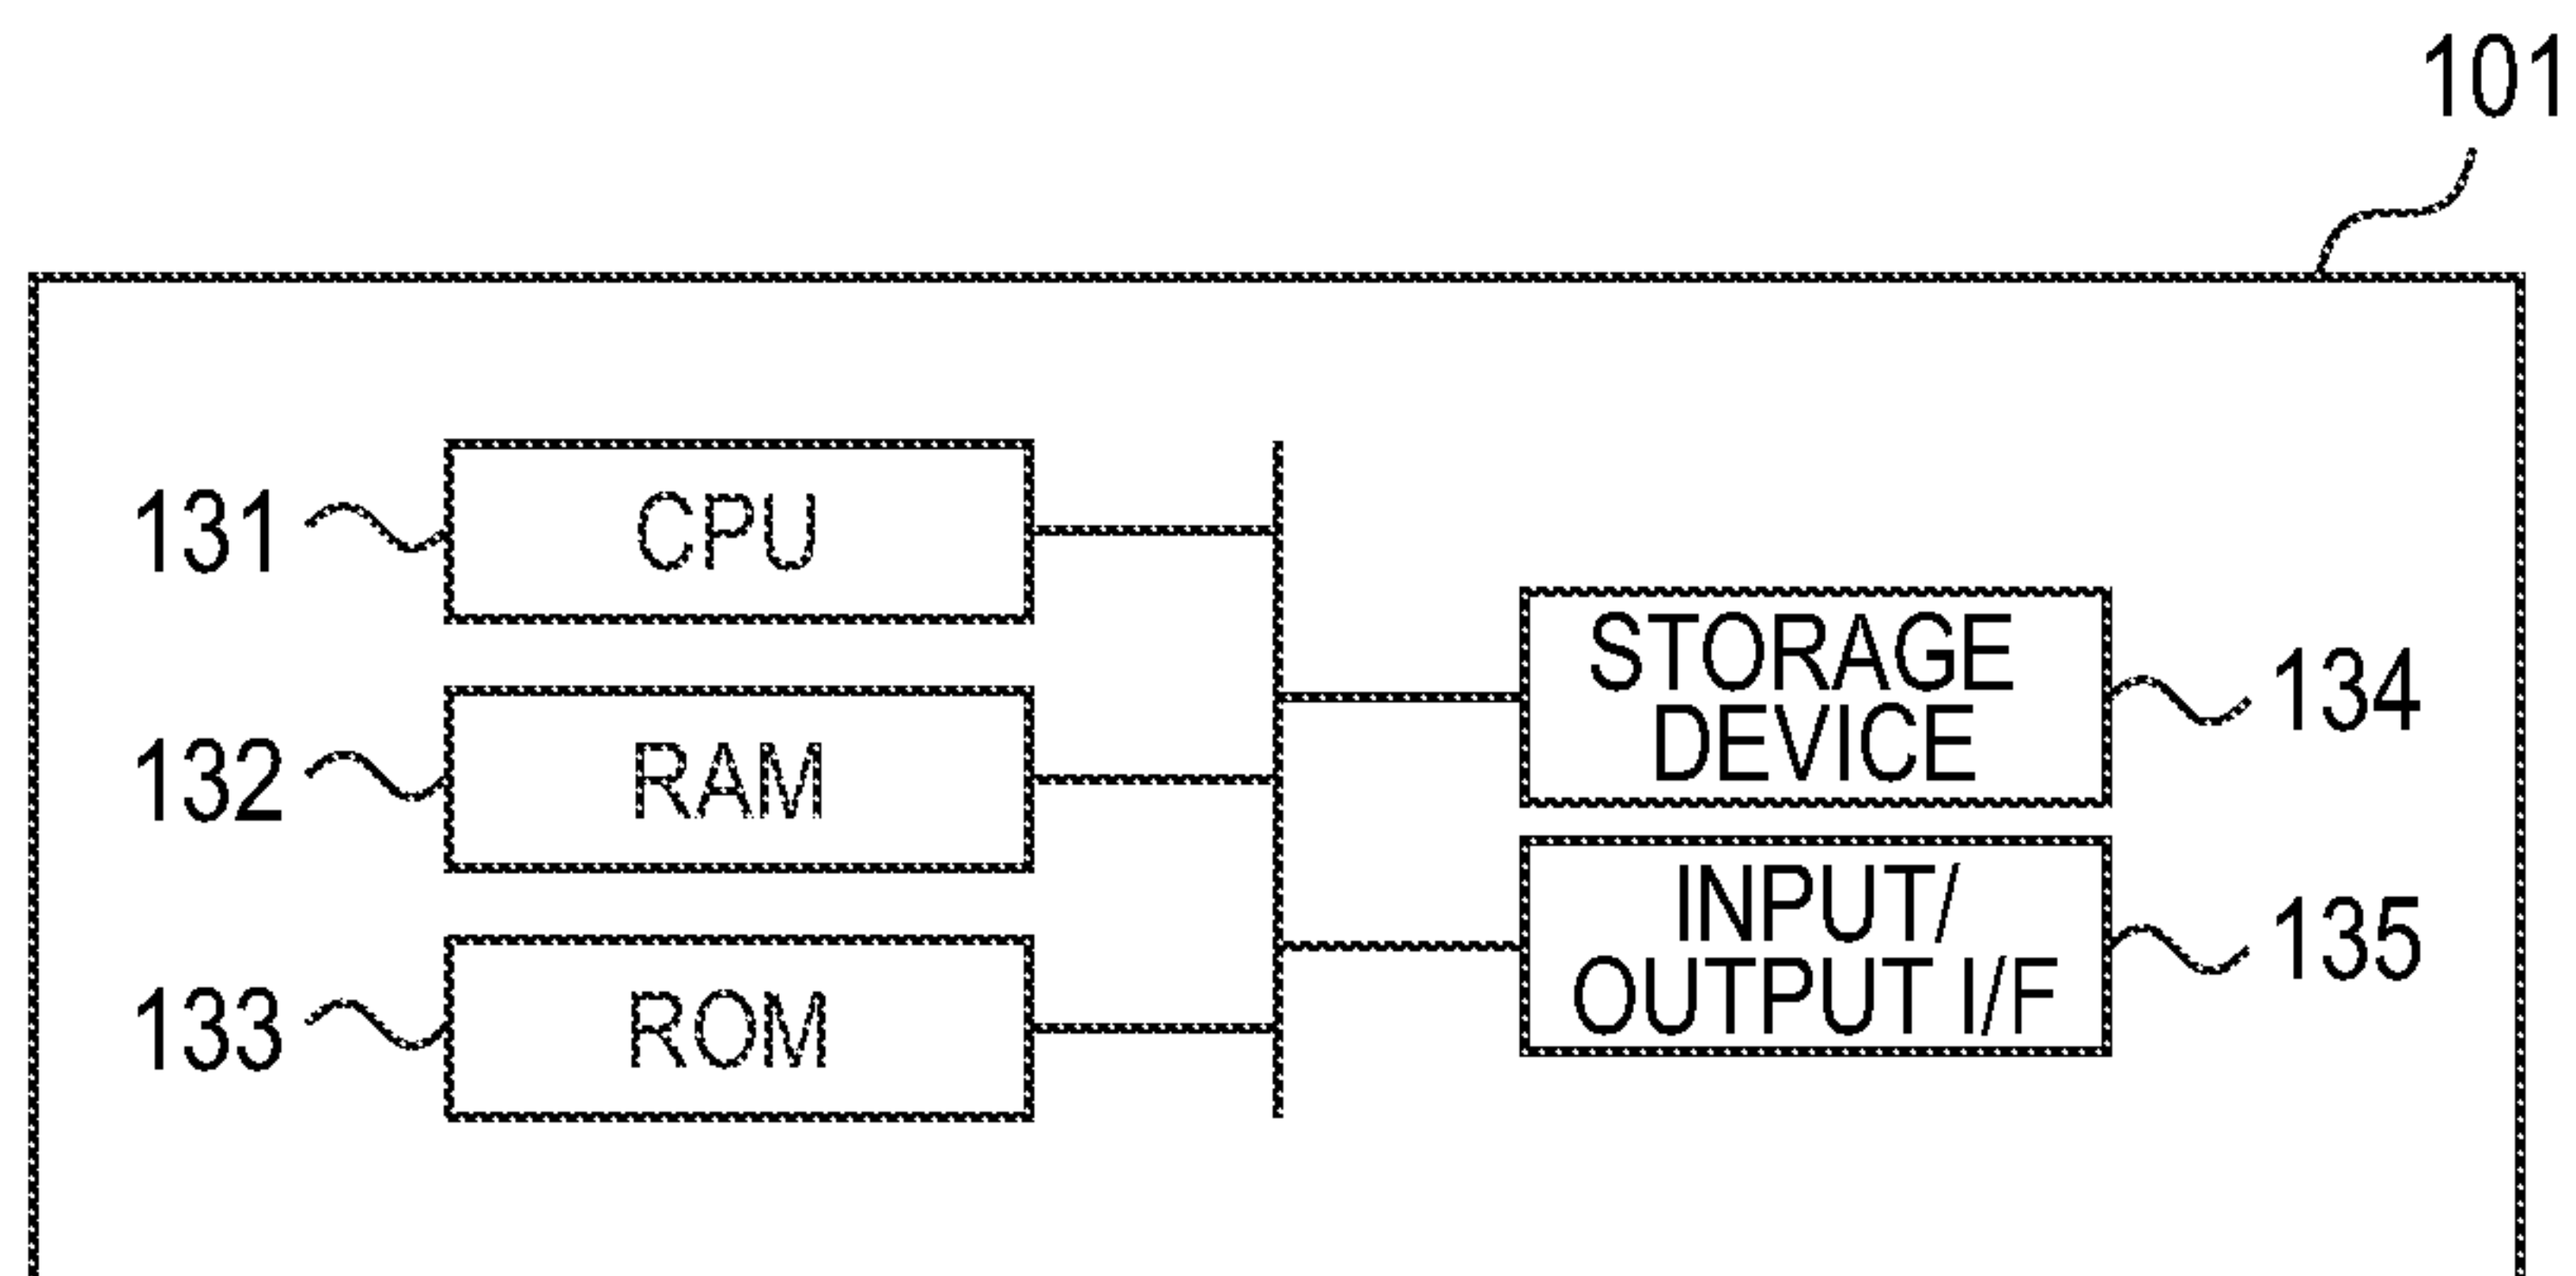 101
131
CPU
132
RAM
133
ROM
STORAGE
DEVICE
134
INPUT/
OUTPUT I/F
135